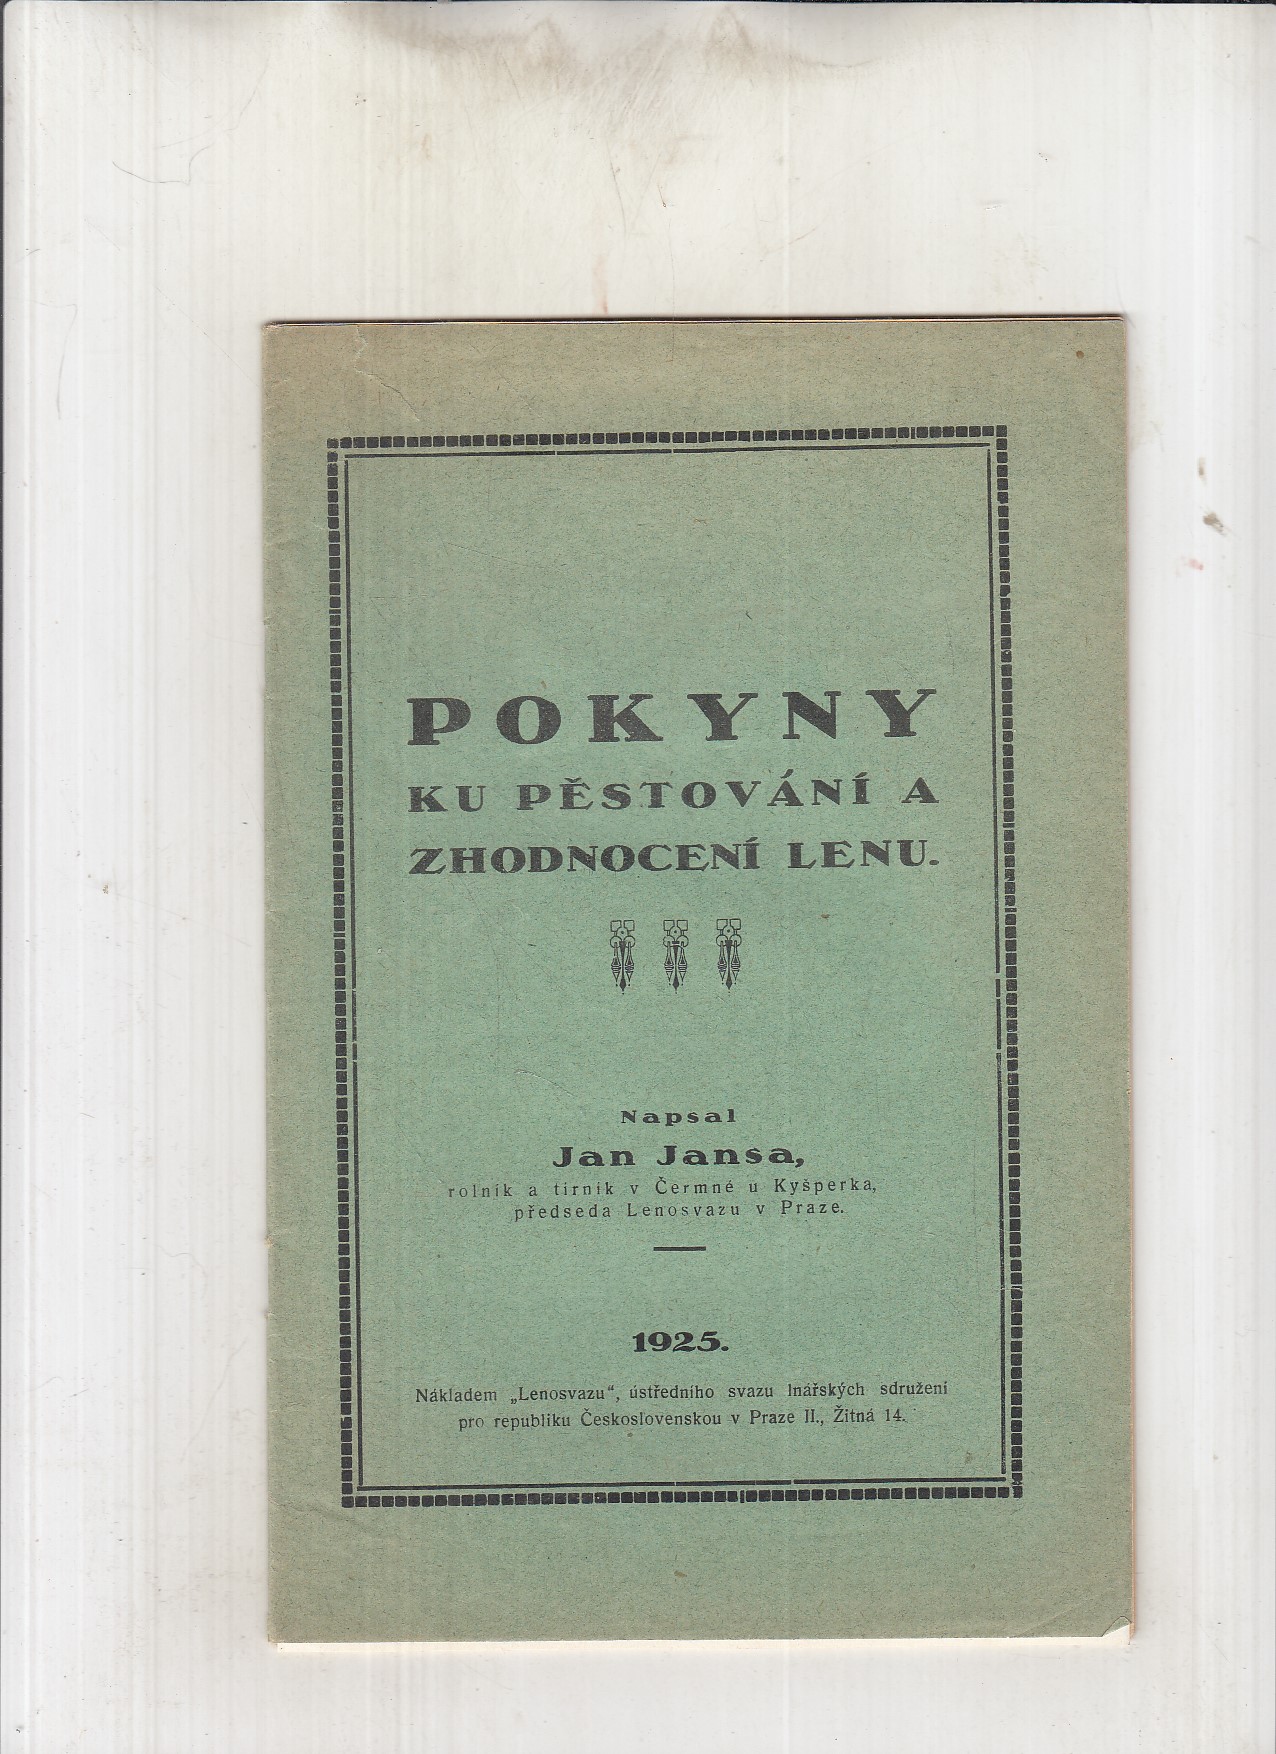 POKYNY
KU PĚSTOVÁNÍ A
ZHODNOCENÍ LENU.
Napsal
Jan Jansa,
rolník a tírník v Čermné u Kyšperka,
předseda Lenosvazu v Praze.
1925.
Nákladem „Lenosvazu“, ústředního svazu lnářských sdružení
pro republiku Československou v Praze II., Žitná 14.